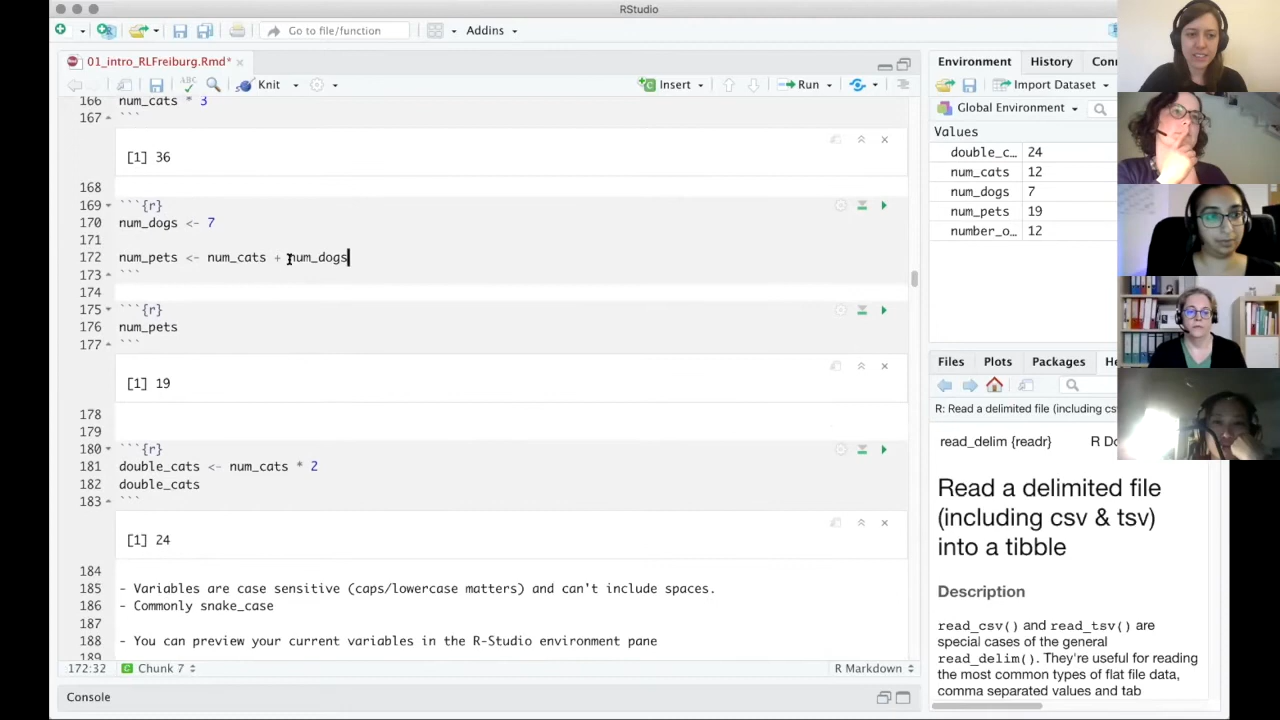 RStudio
Go to file/function
Addins
01_intro_RLFreiburg.Rmd*
ABC
Knit
Insert
Run
166 num_cats * 3
167 ```
[1] 36
168
169 ```{r}
170 num_dogs <- 7
171
172 num_pets <- num_cats + num_dogs
173 ```
174
175 ```{r}
176 num_pets
177 ```
[1] 19
178
179
180 ```{r}
181 double_cats <- num_cats * 2
182 double_cats
183 ```
[1] 24
184
185 - Variables are case sensitive (caps/lowercase matters) and can't include spaces.
186 - Commonly snake_case
187
188 - You can preview your current variables in the R-Studio environment pane
189
172:32 Chunk 7 R Markdown
Console
Environment History Con
Import Dataset
Global Environment
Values
double_c… 24
num_cats 12
num_dogs 7
num_pets 19
number_o… 12
Files Plots Packages He
R: Read a delimited file (including csv
read_delim {readr} R Do
Read a delimited file
(including csv & tsv)
into a tibble
Description
read_csv() and read_tsv() are
special cases of the general
read_delim(). They're useful for reading
the most common types of flat file data,
comma separated values and tab